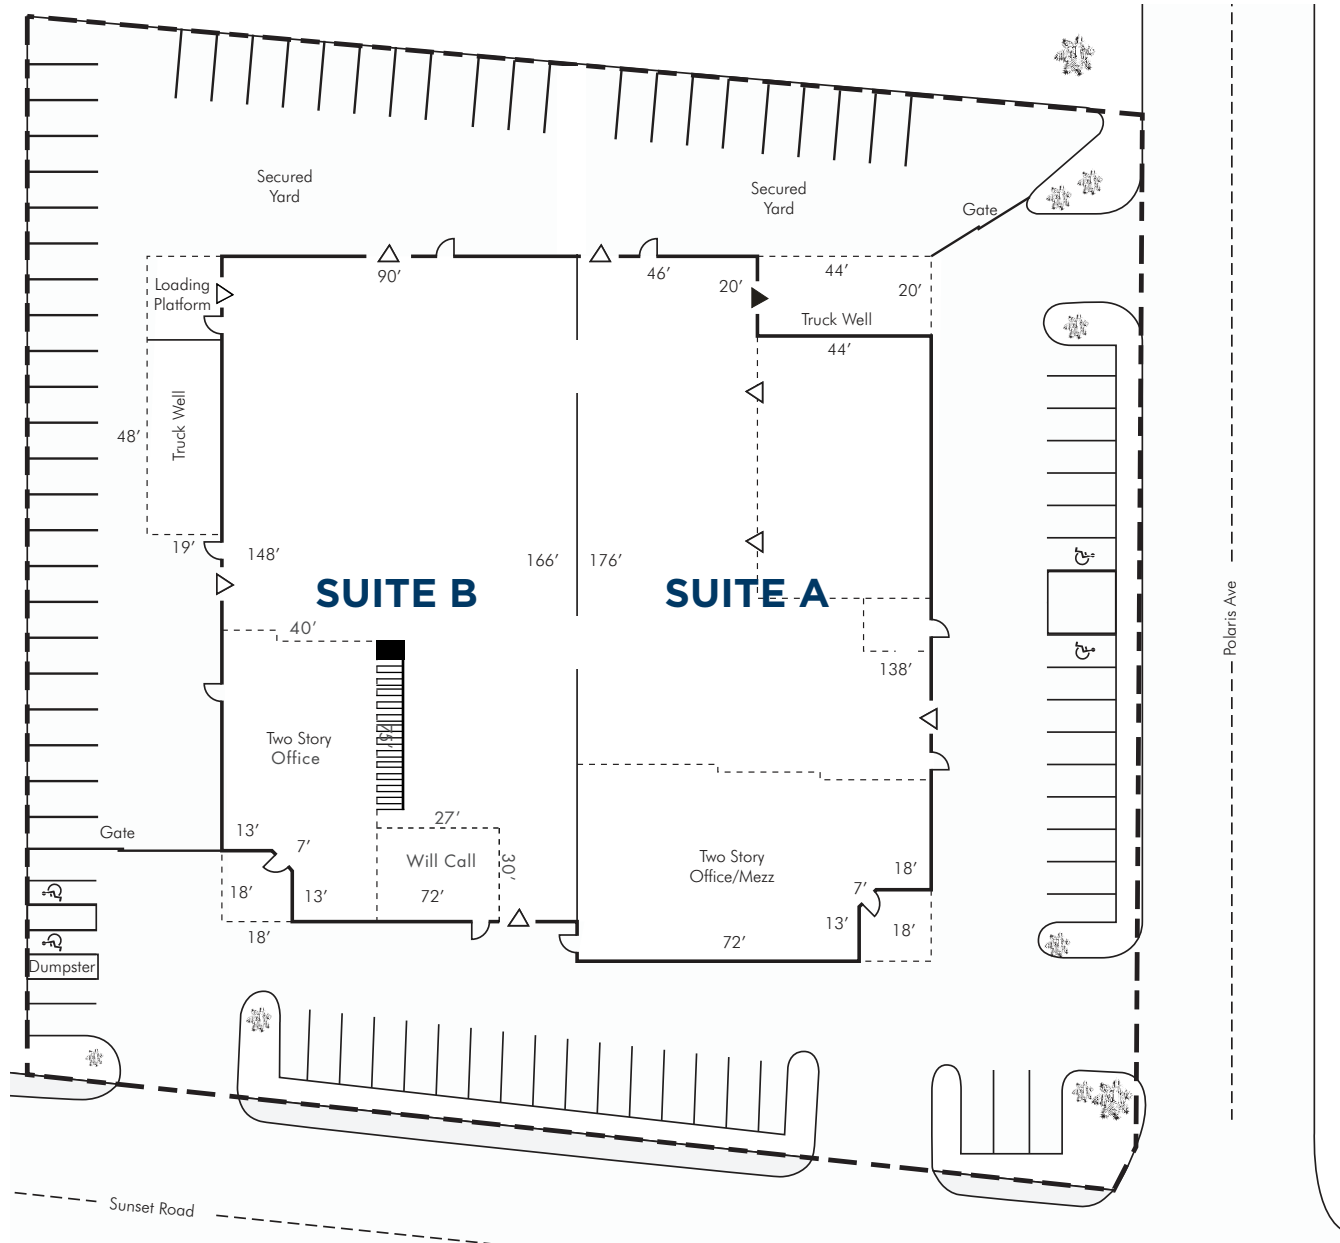 Secured
Yard
Secured
Yard
Gate
90′
46′
44′
20′
20′
Loading
Platform
Truck Well
44′
Truck Well
48′
19′
148′
166′
176′
SUITE B
SUITE A
Polaris Ave
40′
138′
75′
Two Story
Office
Gate
13′
7′
27′
Will Call
30′
Two Story
Office/Mezz
18′
18′
13′
72′
7′
13′
18′
18′
72′
Dumpster
Sunset Road